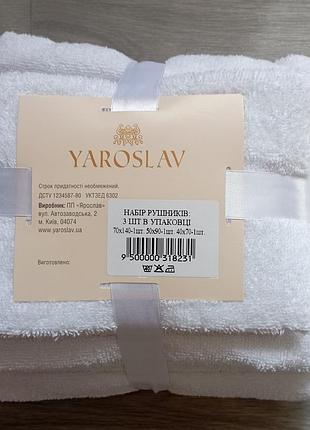 YAROSLAV
Строк придатності необмежений.
ДСТУ 1234587-80 УКТЗЕД 6302
Виробник: ПП «Ярослав»
вул. Автозаводська, 2
м. Київ, 04074
www.yaroslav.ua
Виготовлено:
НАБІР РУШНИКІВ:
3 ШТ В УПАКОВЦІ
70х140-1шт. 50х90-1шт. 40х70-1шт.
9 500000 318231